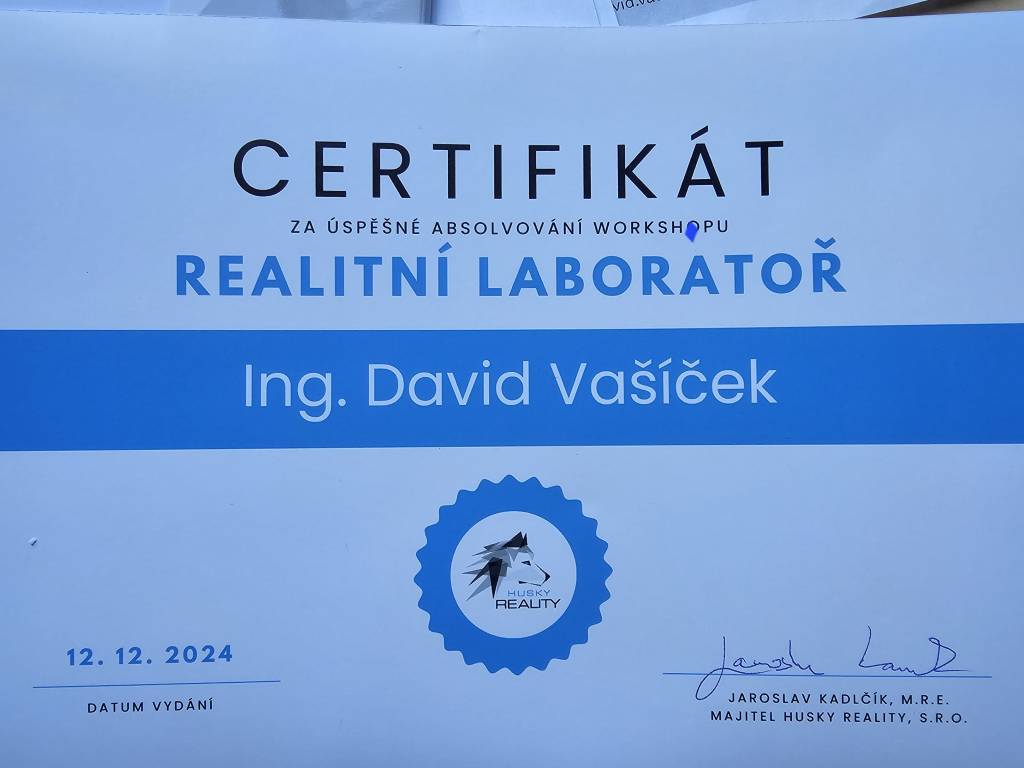 CERTIFIKÁT
ZA ÚSPĚŠNÉ ABSOLVOVÁNÍ WORKSHOPU
REALITNÍ LABORATOŘ
Ing. David Vašíček
HUSKY
REALITY
12. 12. 2024
DATUM VYDÁNÍ
JAROSLAV KADLČÍK, M.R.E.
MAJITEL HUSKY REALITY, S.R.O.